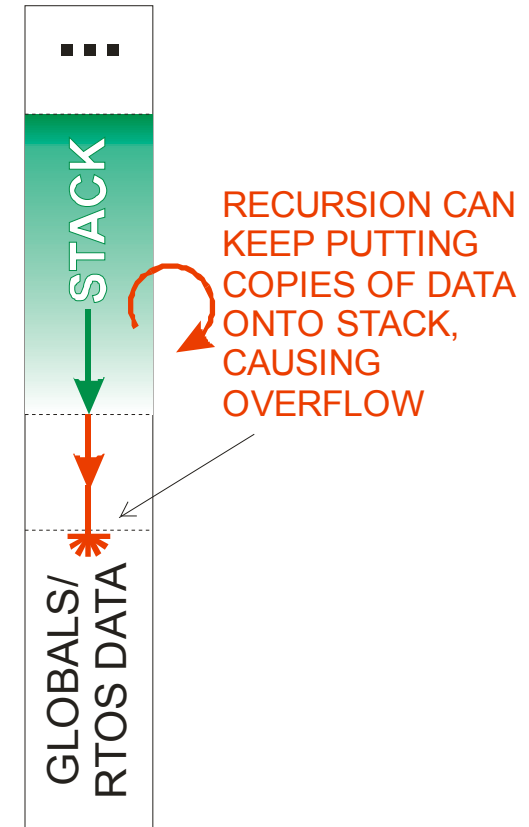 ...
STACK
RECURSION CAN
KEEP PUTTING
COPIES OF DATA
ONTO STACK,
CAUSING
OVERFLOW
GLOBALS/
RTOS DATA